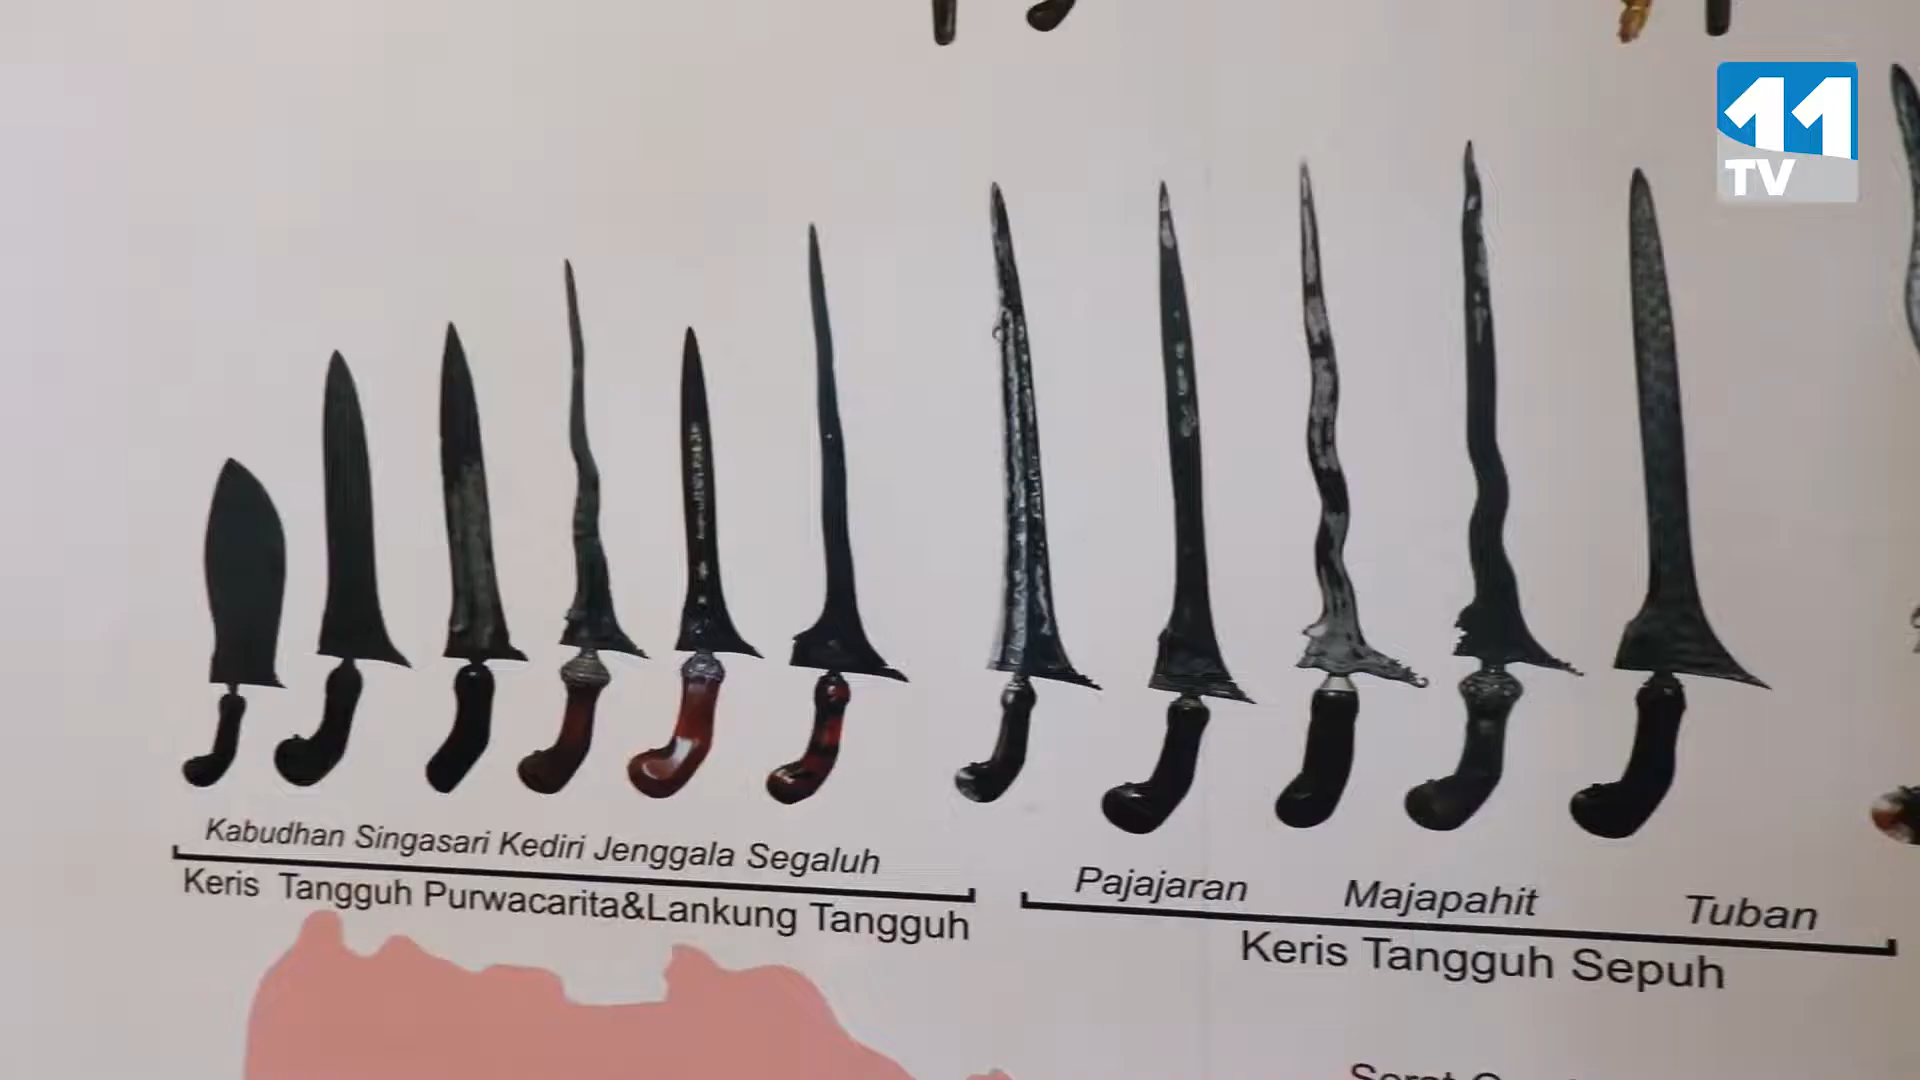 11
TV
Kabudhan Singasari Kediri Jenggala Segaluh
Keris Tangguh Purwacarita&Lankung Tangguh
Pajajaran Majapahit Tuban
Keris Tangguh Sepuh